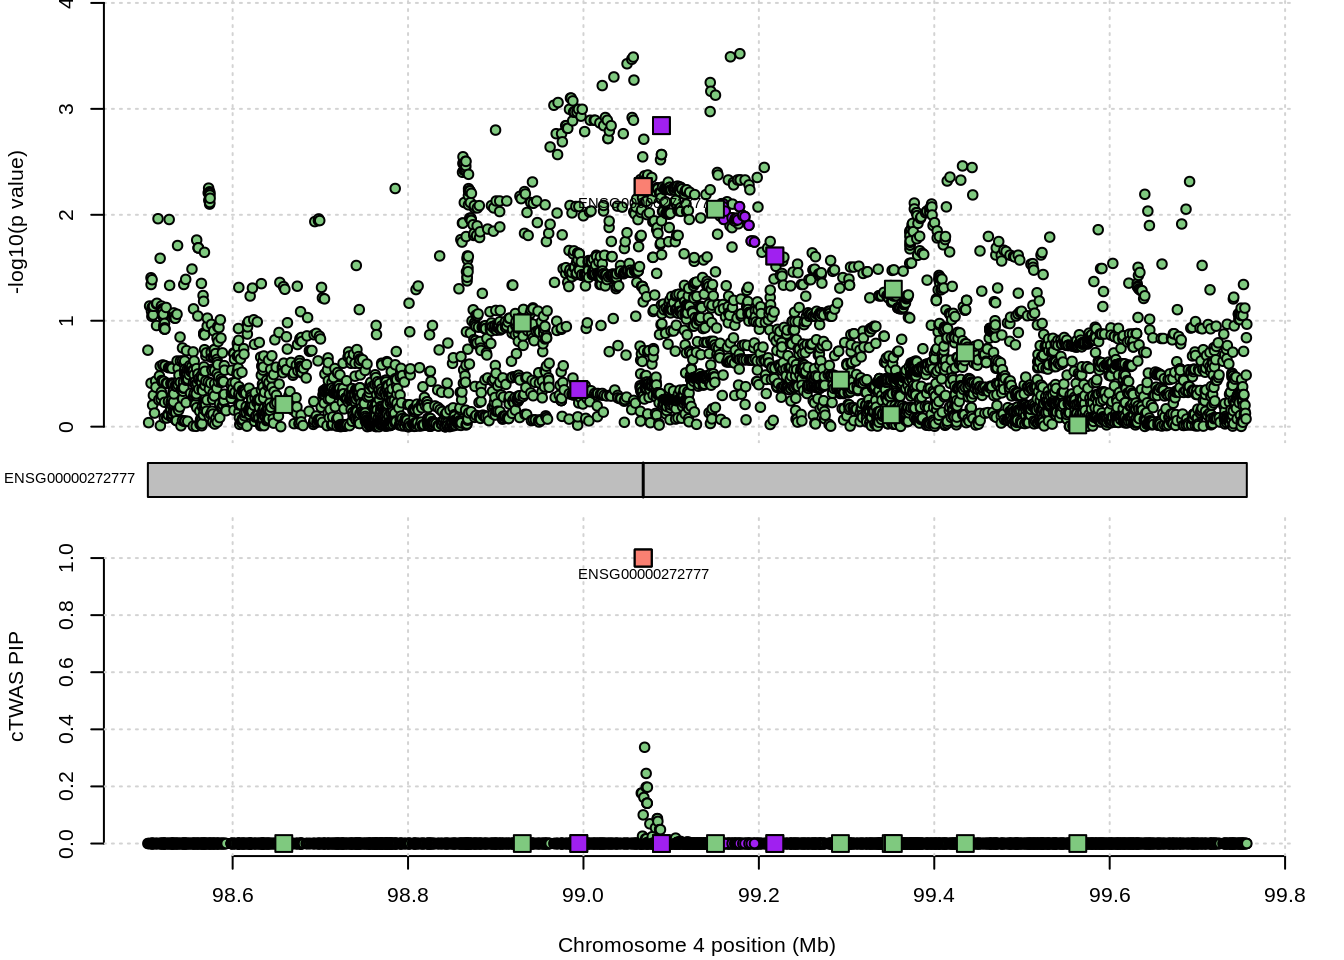 4
3
2
1
0
-log10(p value)
ENSG00000272777
ENSG00000272777
1.0
0.8
0.6
0.4
0.2
0.0
cTWAS PIP
ENSG00000272777
98.6 98.8 99.0 99.2 99.4 99.6 99.8
Chromosome 4 position (Mb)